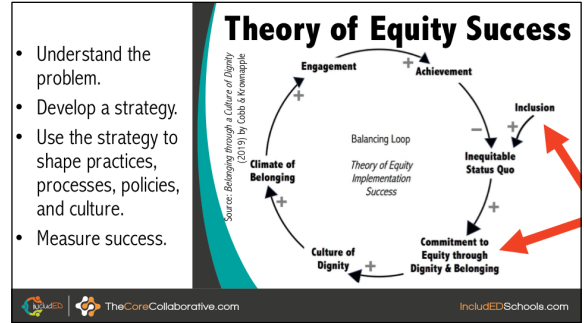 Theory of Equity Success
• Understand the
problem.
• Develop a strategy.
• Use the strategy to
shape practices,
processes, policies,
and culture.
• Measure success.
Source: Belonging through a Culture of Dignity
(2019) by Cobb & Krownapple
Engagement
+
Achievement
+
Inclusion
+
−
Inequitable
Status Quo
+
Commitment to
Equity through
Dignity & Belonging
+
Culture of
Dignity
+
Climate of
Belonging
+
Balancing Loop
Theory of Equity
Implementation
Success
IncludED
TheCoreCollaborative.com
IncludEDSchools.com